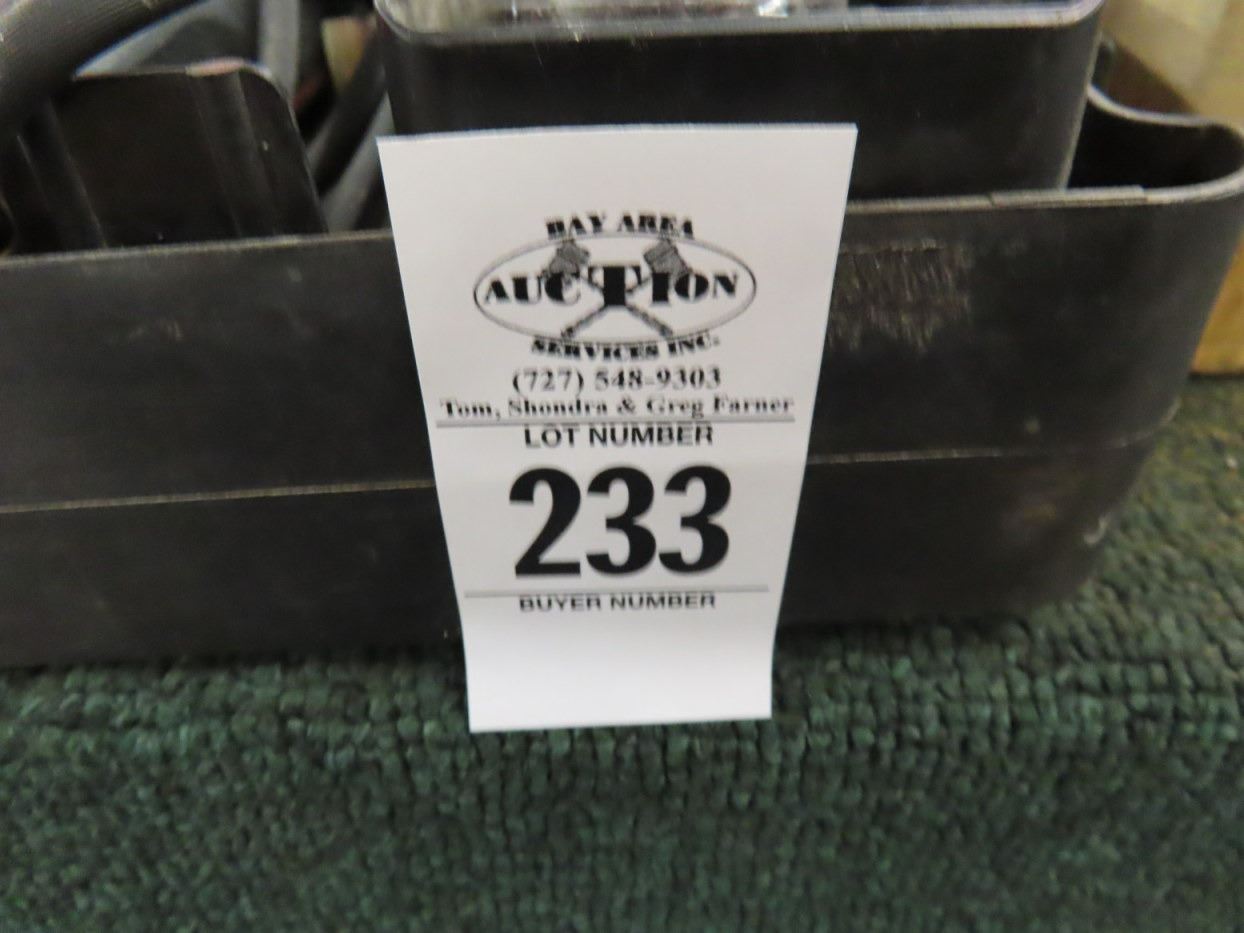 BAY AREA
AUCTION
SERVICES INC.
(727) 548-9303
Tom, Shondra & Greg Farner
LOT NUMBER
233
BUYER NUMBER